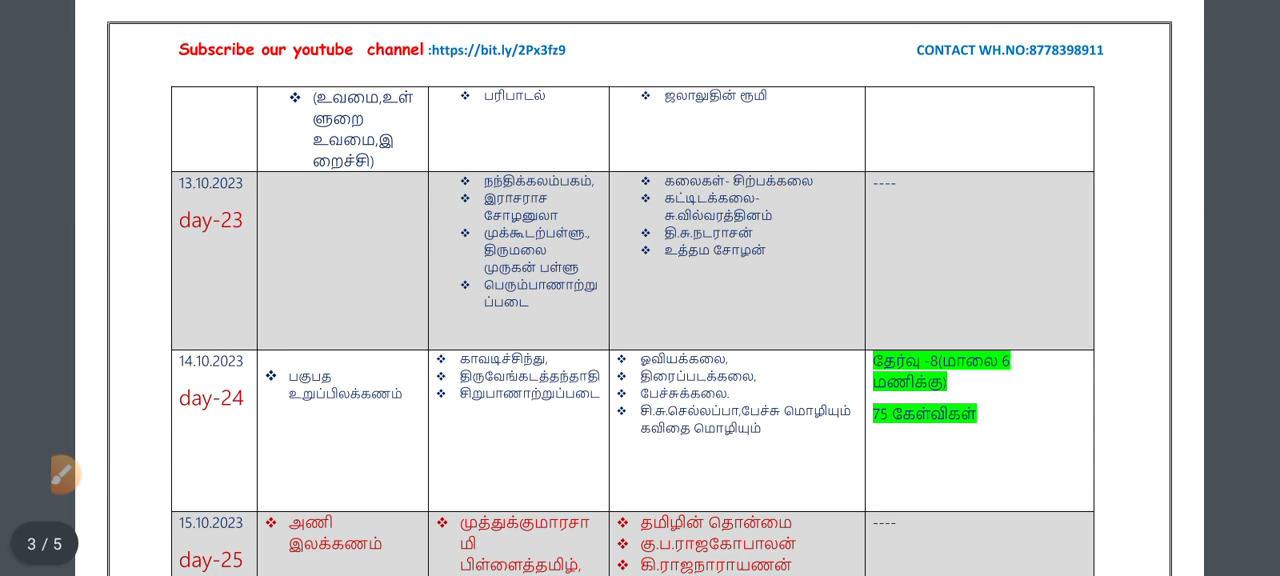 Subscribe our youtube channel :https://bit.ly/2Px3fz9
CONTACT WH.NO:8778398911
❖ (உவமை,உள்
ளுறை
உவமை,இ
றைச்சி)
❖ பரிபாடல்
❖ ஜலாலுதின் ரூமி
13.10.2023
day-23
❖ நந்திக்கலம்பகம்,
❖ இராசராச
சோழனுலா
❖ முக்கூடற்பள்ளு.,
திருமலை
முருகன் பள்ளு
❖ பெரும்பாணாற்று
ப்படை
❖ கலைகள்- சிற்பக்கலை
❖ கட்டிடக்கலை-
சு.வில்வரத்தினம்
❖ தி.சு.நடராசன்
❖ உத்தம சோழன்
----
14.10.2023
day-24
❖ பகுபத
உறுப்பிலக்கணம்
❖ காவடிச்சிந்து,
❖ திருவேங்கடத்தந்தாதி
❖ சிறுபாணாற்றுப்படை
❖ ஓவியக்கலை,
❖ திரைப்படக்கலை,
❖ பேச்சுக்கலை.
❖ சி.சு.செல்லப்பா,பேச்சு மொழியும்
கவிதை மொழியும்
தேர்வு -8(மாலை 6
மணிக்கு)
75 கேள்விகள்
15.10.2023
day-25
❖ அணி
இலக்கணம்
❖ முத்துக்குமாரசா
மி
பிள்ளைத்தமிழ்,
❖ தமிழின் தொன்மை
❖ கு.ப.ராஜகோபாலன்
❖ கி.ராஜநாராயணன்
----
3 / 5